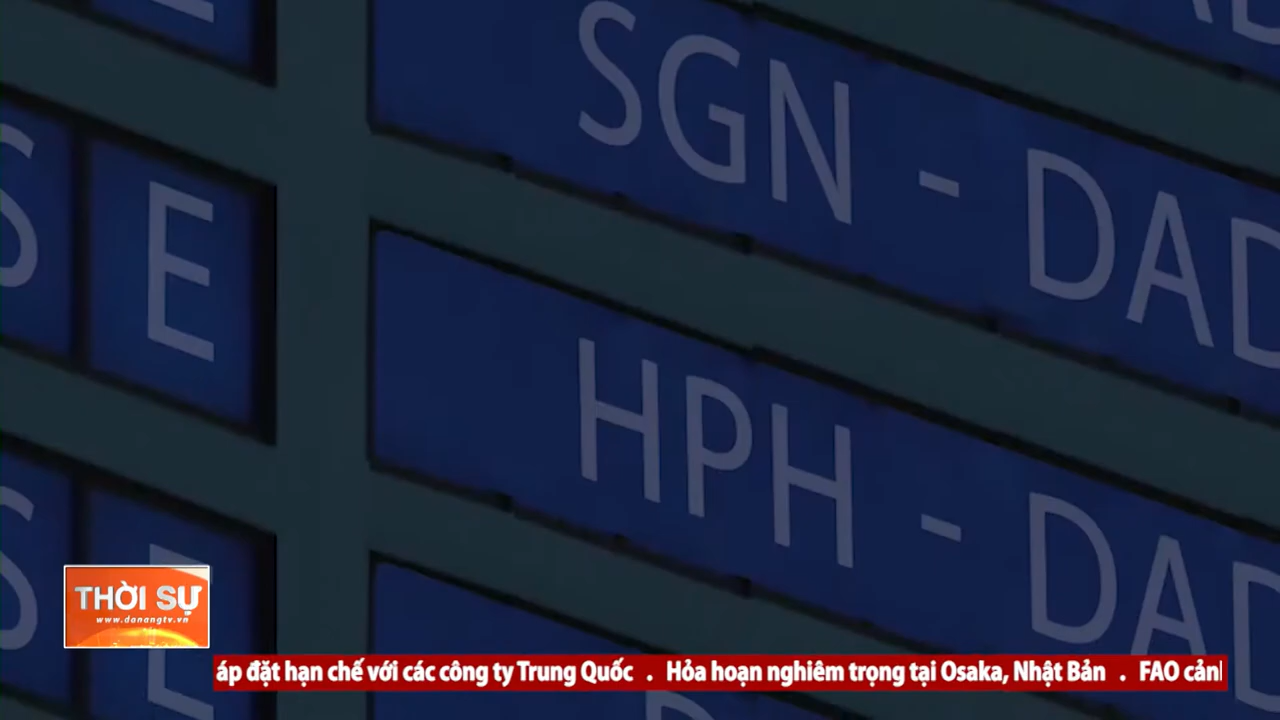 SGN - DAD
S E
HPH - DAD
THỜI SỰ
www.danangtv.vn
áp đặt hạn chế với các công ty Trung Quốc . Hỏa hoạn nghiêm trọng tại Osaka, Nhật Bản . FAO